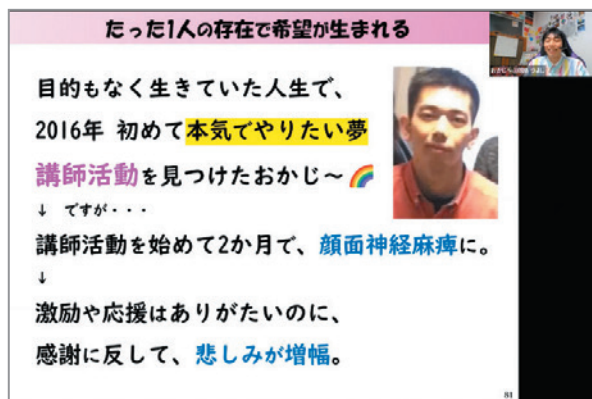 たった1人の存在で希望が生まれる
目的もなく生きていた人生で、
2016年 初めて本気でやりたい夢
講師活動を見つけたおかじ～🌈
↓ ですが・・・
講師活動を始めて2か月で、顔面神経麻痺に。
↓
激励や応援はありがたいのに、
感謝に反して、悲しみが増幅。
81